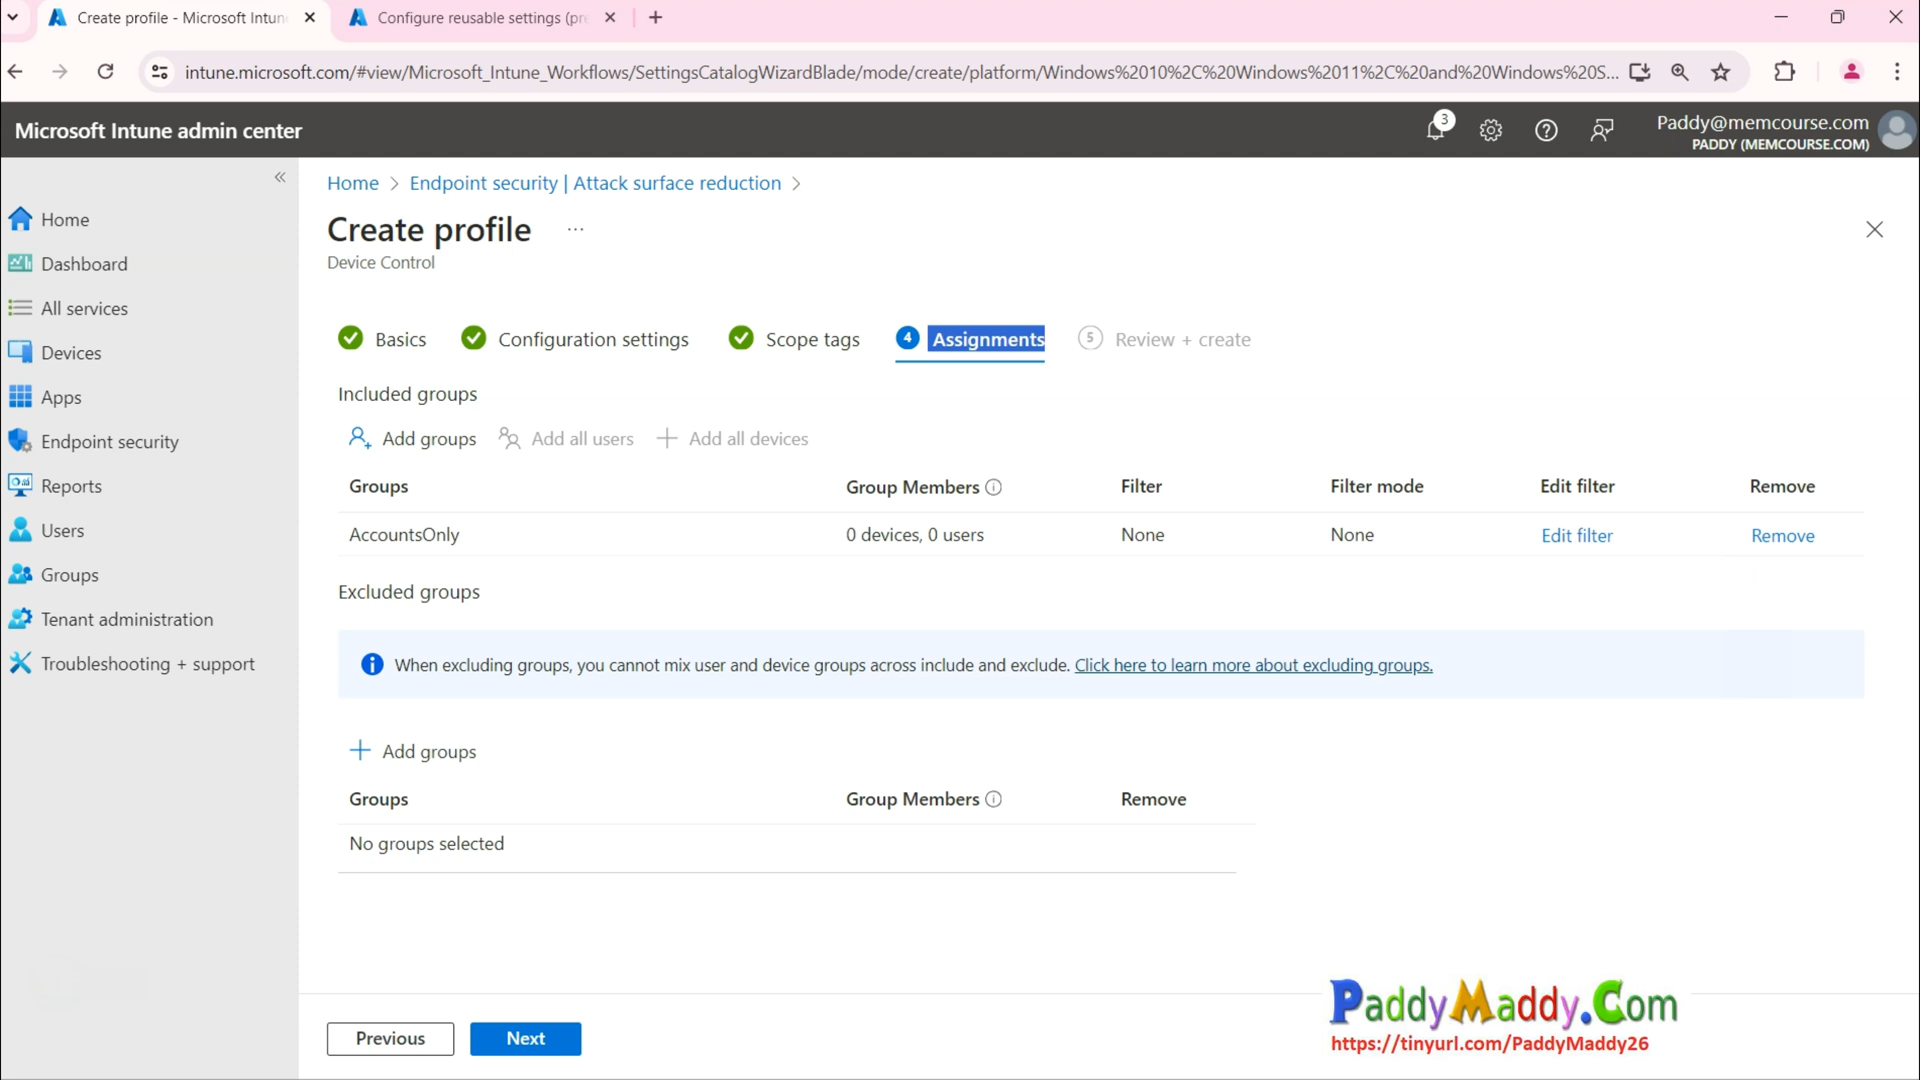 Create profile - Microsoft Intun
Configure reusable settings (pr
intune.microsoft.com/#view/Microsoft_Intune_Workflows/SettingsCatalogWizardBlade/mode/create/platform/Windows%2010%2C%20Windows%2011%2C%20and%20Windows%20S...
Microsoft Intune admin center
3
Paddy@memcourse.com
PADDY (MEMCOURSE.COM)
Home
Dashboard
All services
Devices
Apps
Endpoint security
Reports
Users
Groups
Tenant administration
Troubleshooting + support
Home > Endpoint security | Attack surface reduction >
Create profile ...
Device Control
Basics
Configuration settings
Scope tags
4 Assignments
5 Review + create
Included groups
Add groups
Add all users
Add all devices
Groups Group Members Filter Filter mode Edit filter Remove
AccountsOnly 0 devices, 0 users None None Edit filter Remove
Excluded groups
When excluding groups, you cannot mix user and device groups across include and exclude. Click here to learn more about excluding groups.
Add groups
Groups Group Members Remove
No groups selected
Previous
Next
PaddyMaddy.Com
https://tinyurl.com/PaddyMaddy26